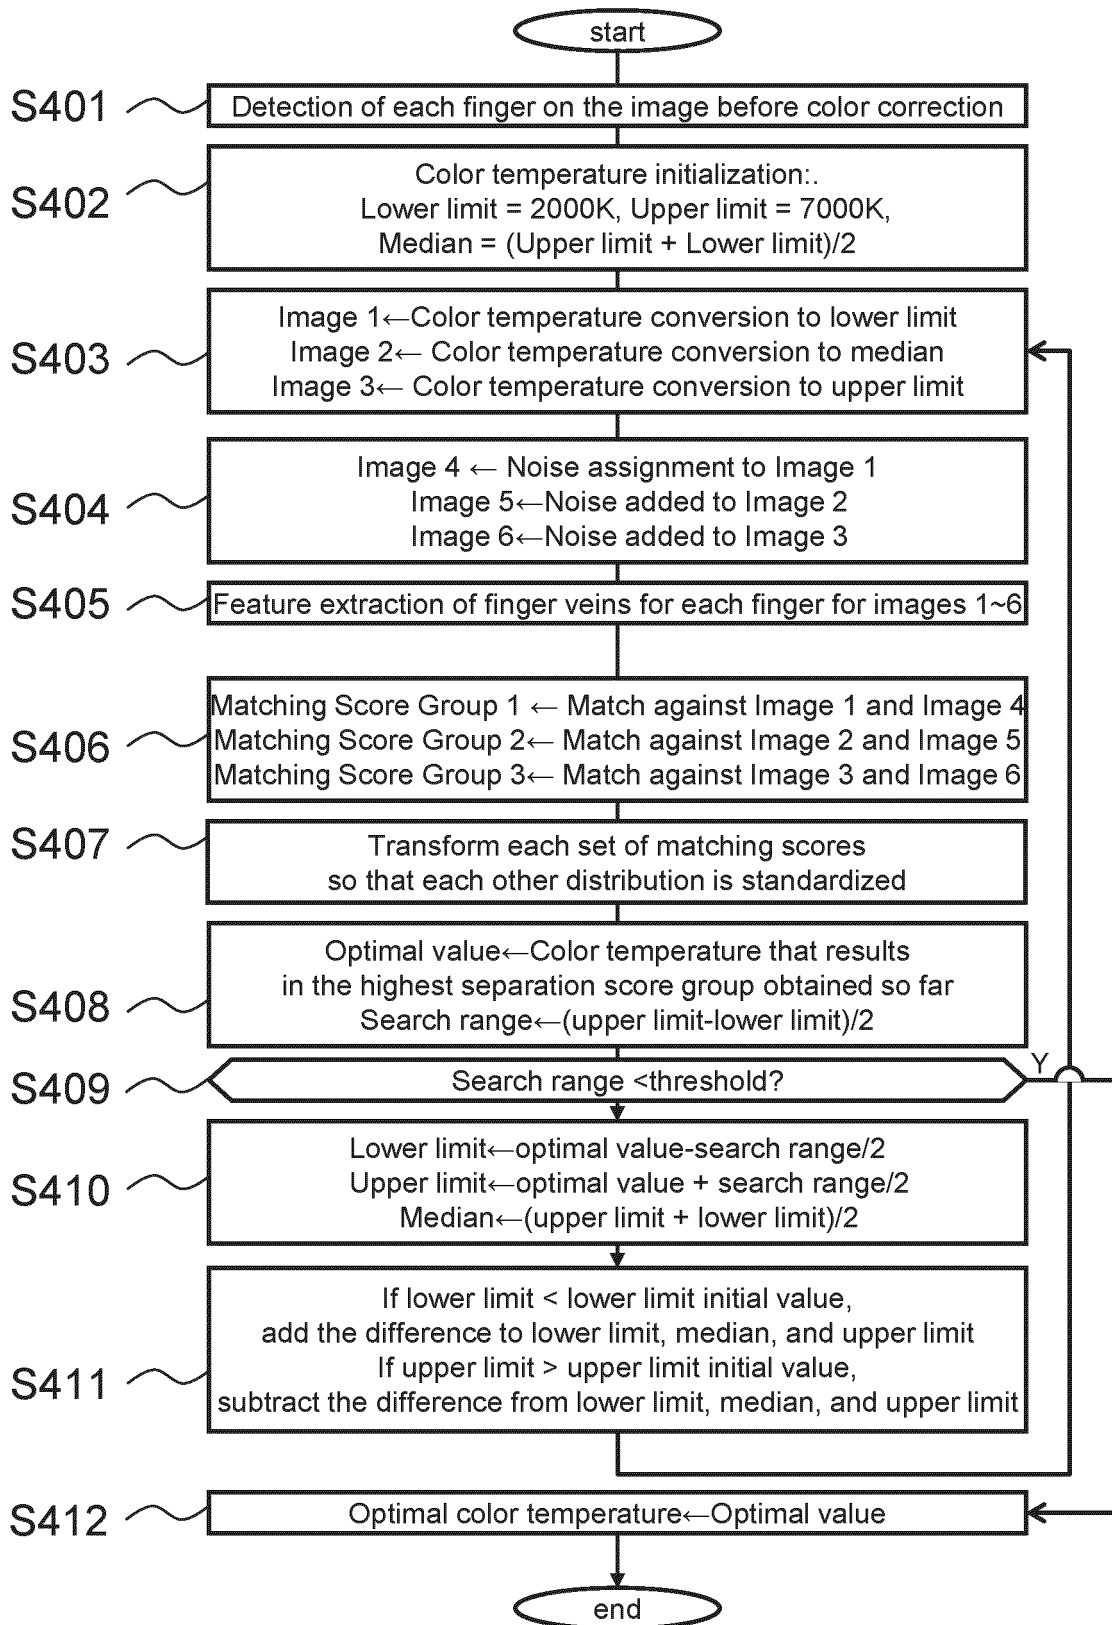 start
S401
Detection of each finger on the image before color correction
S402
Color temperature initialization:.
Lower limit = 2000K, Upper limit = 7000K,
Median = (Upper limit + Lower limit)/2
S403
Image 1←Color temperature conversion to lower limit
Image 2← Color temperature conversion to median
Image 3← Color temperature conversion to upper limit
S404
Image 4 ← Noise assignment to Image 1
Image 5←Noise added to Image 2
Image 6←Noise added to Image 3
S405
Feature extraction of finger veins for each finger for images 1~6
S406
Matching Score Group 1 ← Match against Image 1 and Image 4
Matching Score Group 2← Match against Image 2 and Image 5
Matching Score Group 3← Match against Image 3 and Image 6
S407
Transform each set of matching scores
so that each other distribution is standardized
S408
Optimal value←Color temperature that results
in the highest separation score group obtained so far
Search range←(upper limit-lower limit)/2
S409
Search range <threshold?
Y
S410
Lower limit←optimal value-search range/2
Upper limit←optimal value + search range/2
Median←(upper limit + lower limit)/2
S411
If lower limit < lower limit initial value,
add the difference to lower limit, median, and upper limit
If upper limit > upper limit initial value,
subtract the difference from lower limit, median, and upper limit
S412
Optimal color temperature←Optimal value
end